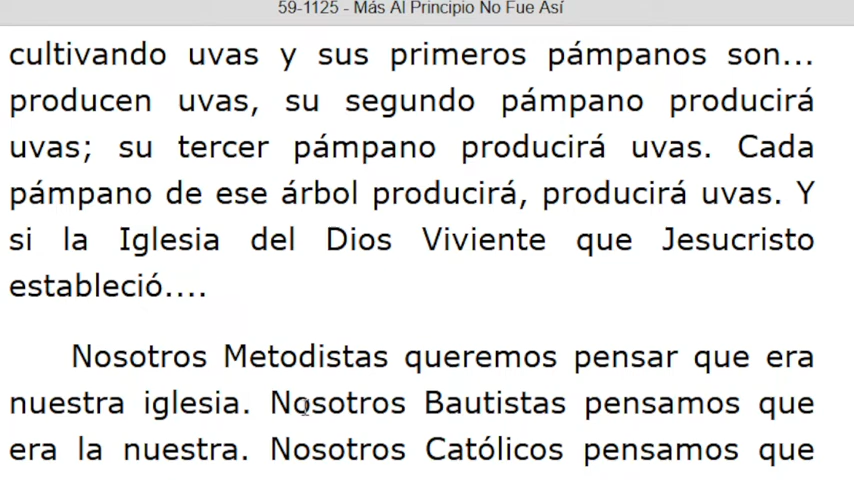 59-1125 - Más Al Principio No Fue Así
cultivando uvas y sus primeros pámpanos son...
producen uvas, su segundo pámpano producirá
uvas; su tercer pámpano producirá uvas. Cada
pámpano de ese árbol producirá, producirá uvas. Y
si la Iglesia del Dios Viviente que Jesucristo
estableció....
Nosotros Metodistas queremos pensar que era
nuestra iglesia. Nosotros Bautistas pensamos que
era la nuestra. Nosotros Católicos pensamos que